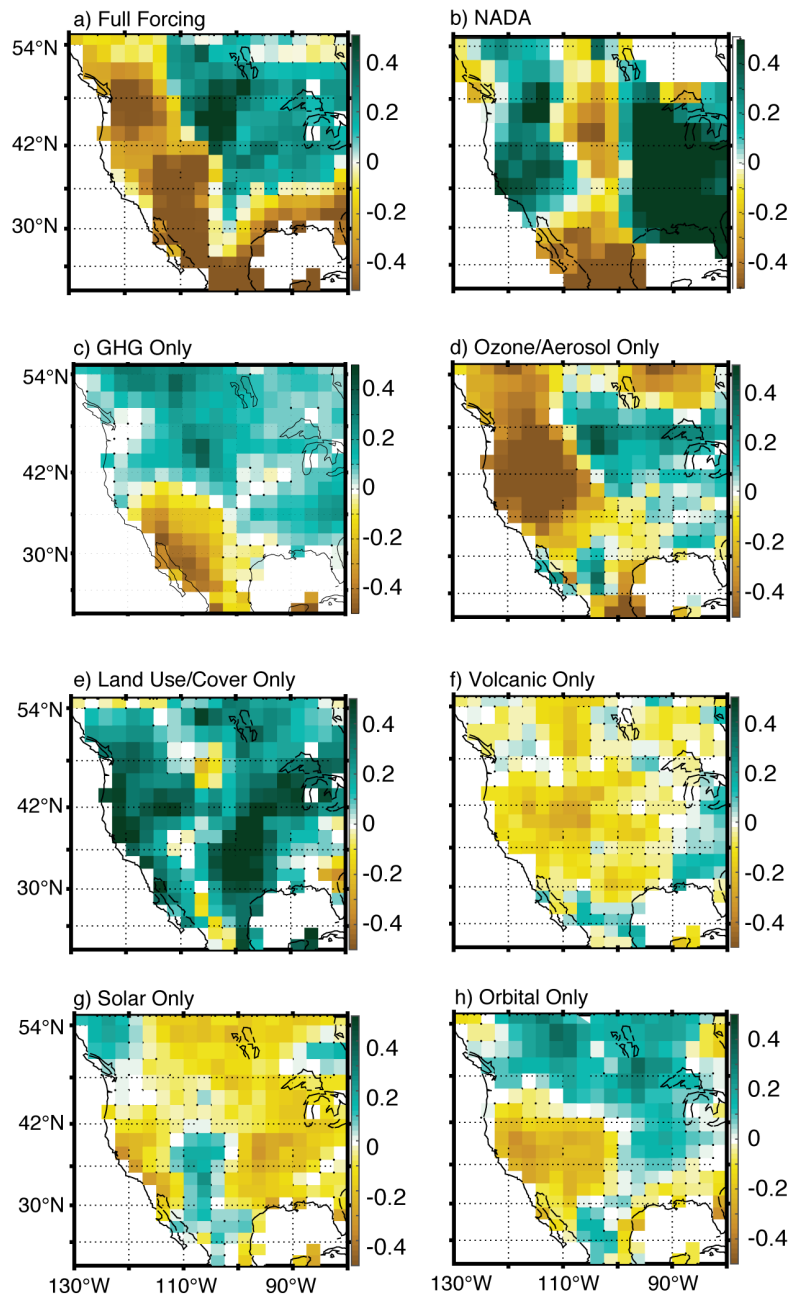 a) Full Forcing
b) NADA
54°N
42°N
30°N
0.4
0.2
0
-0.2
-0.4
0.4
0.2
0
-0.2
-0.4
c) GHG Only
d) Ozone/Aerosol Only
54°N
42°N
30°N
0.4
0.2
0
-0.2
-0.4
0.4
0.2
0
-0.2
-0.4
e) Land Use/Cover Only
f) Volcanic Only
54°N
42°N
30°N
0.4
0.2
0
-0.2
-0.4
0.4
0.2
0
-0.2
-0.4
g) Solar Only
h) Orbital Only
54°N
42°N
30°N
0.4
0.2
0
-0.2
-0.4
0.4
0.2
0
-0.2
-0.4
130°W 110°W 90°W
130°W 110°W 90°W